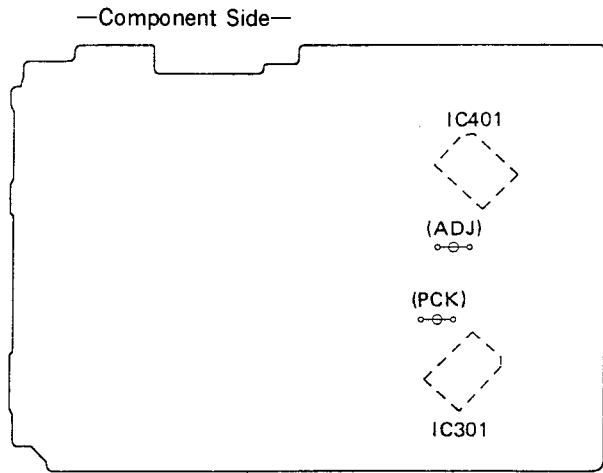 —Component Side—
IC401
(ADJ)
(PCK)
IC301